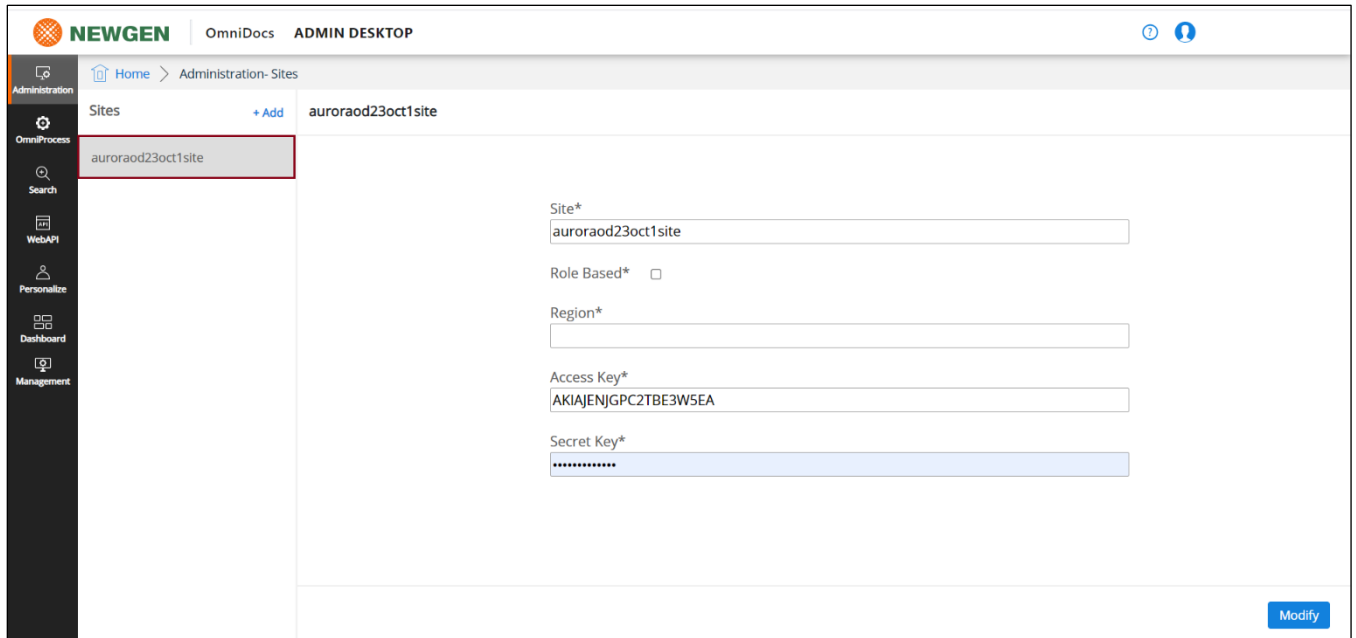 NEWGEN OmniDocs ADMIN DESKTOP
Administration
OmniProcess
Search
API
WebAPI
Personalize
Dashboard
Management
Home > Administration- Sites
Sites + Add
auroraod23oct1site
auroraod23oct1site
Site*
auroraod23oct1site
Role Based*
Region*
Access Key*
AKIAJENJGPC2TBE3W5EA
Secret Key*
•••••••••••••
Modify